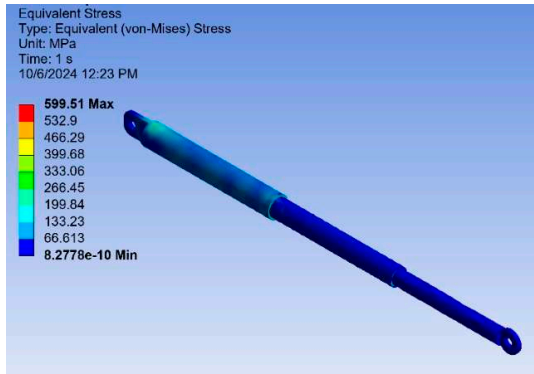 Equivalent Stress
Type: Equivalent (von-Mises) Stress
Unit: MPa
Time: 1 s
10/6/2024 12:23 PM
599.51 Max
532.9
466.29
399.68
333.06
266.45
199.84
133.23
66.613
8.2778e-10 Min